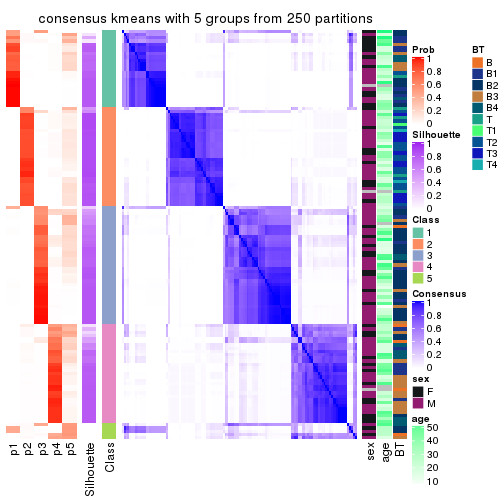 consensus kmeans with 5 groups from 250 partitions
p1
p2
p3
p4
p5
Silhouette
Class
sex
age
BT
Prob
1
0.8
0.6
0.4
0.2
0
Silhouette
1
0.8
0.6
0.4
0.2
0
Class
1
2
3
4
5
Consensus
1
0.8
0.6
0.4
0.2
0
sex
F
M
age
50
40
30
20
10
BT
B
B1
B2
B3
B4
T
T1
T2
T3
T4